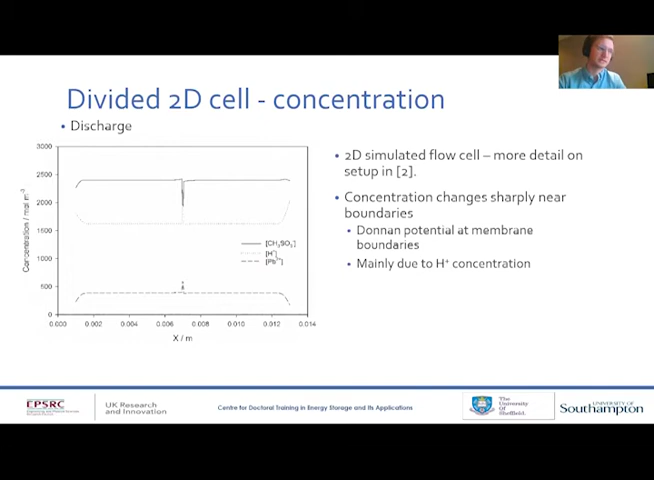 Divided 2D cell - concentration
• Discharge
3000
2500
2000
1500
1000
500
0
Concentration / mol m⁻³
[CH₃SO₃⁻]
[H⁺]
[Pb²⁺]
0.000 0.002 0.004 0.006 0.008 0.010 0.012 0.014
X / m
• 2D simulated flow cell – more detail on
setup in [2].
• Concentration changes sharply near
boundaries
• Donnan potential at membrane
boundaries
• Mainly due to H⁺ concentration
EPSRC
UK Research
and Innovation
Centre for Doctoral Training in Energy Storage and its Applications
The
University
Of
Sheffield.
UNIVERSITY OF
Southampton